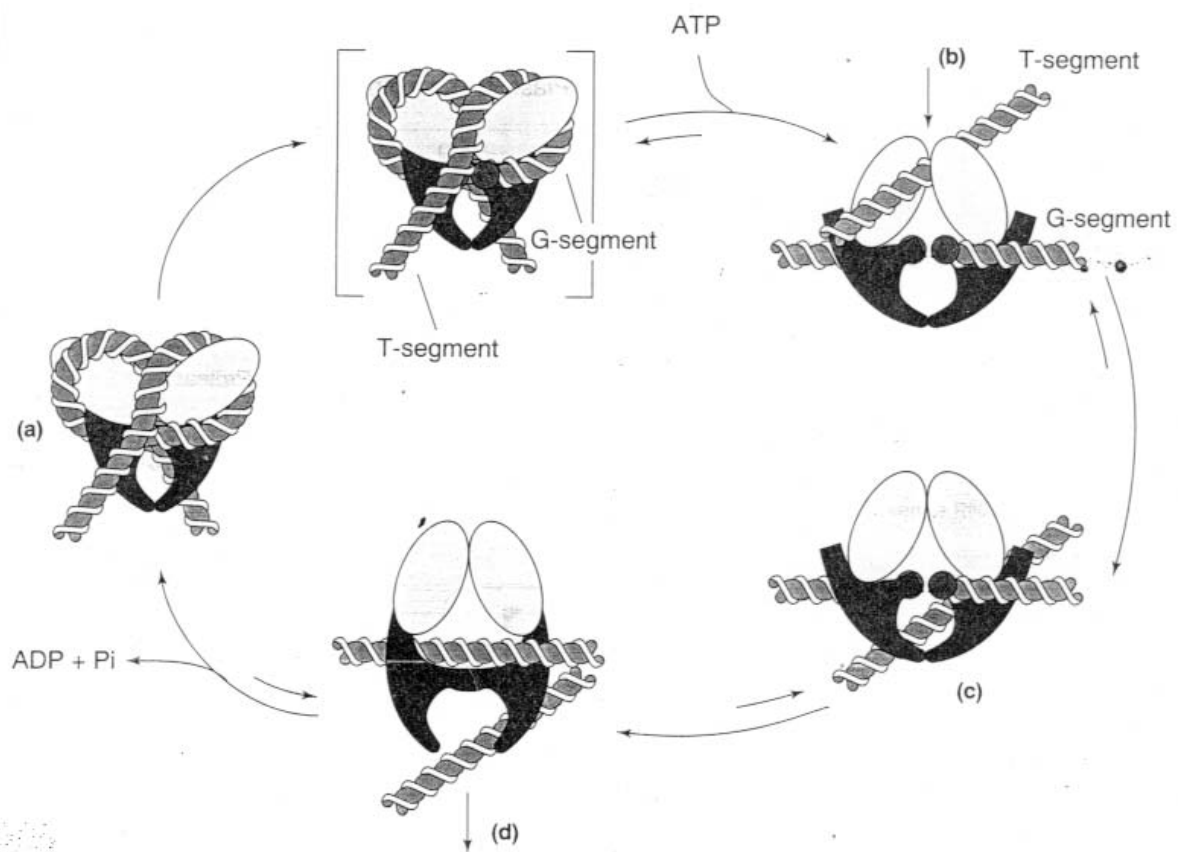 ATP
(b)
T-segment
G-segment
G-segment
T-segment
(a)
(c)
ADP + Pi
(d)